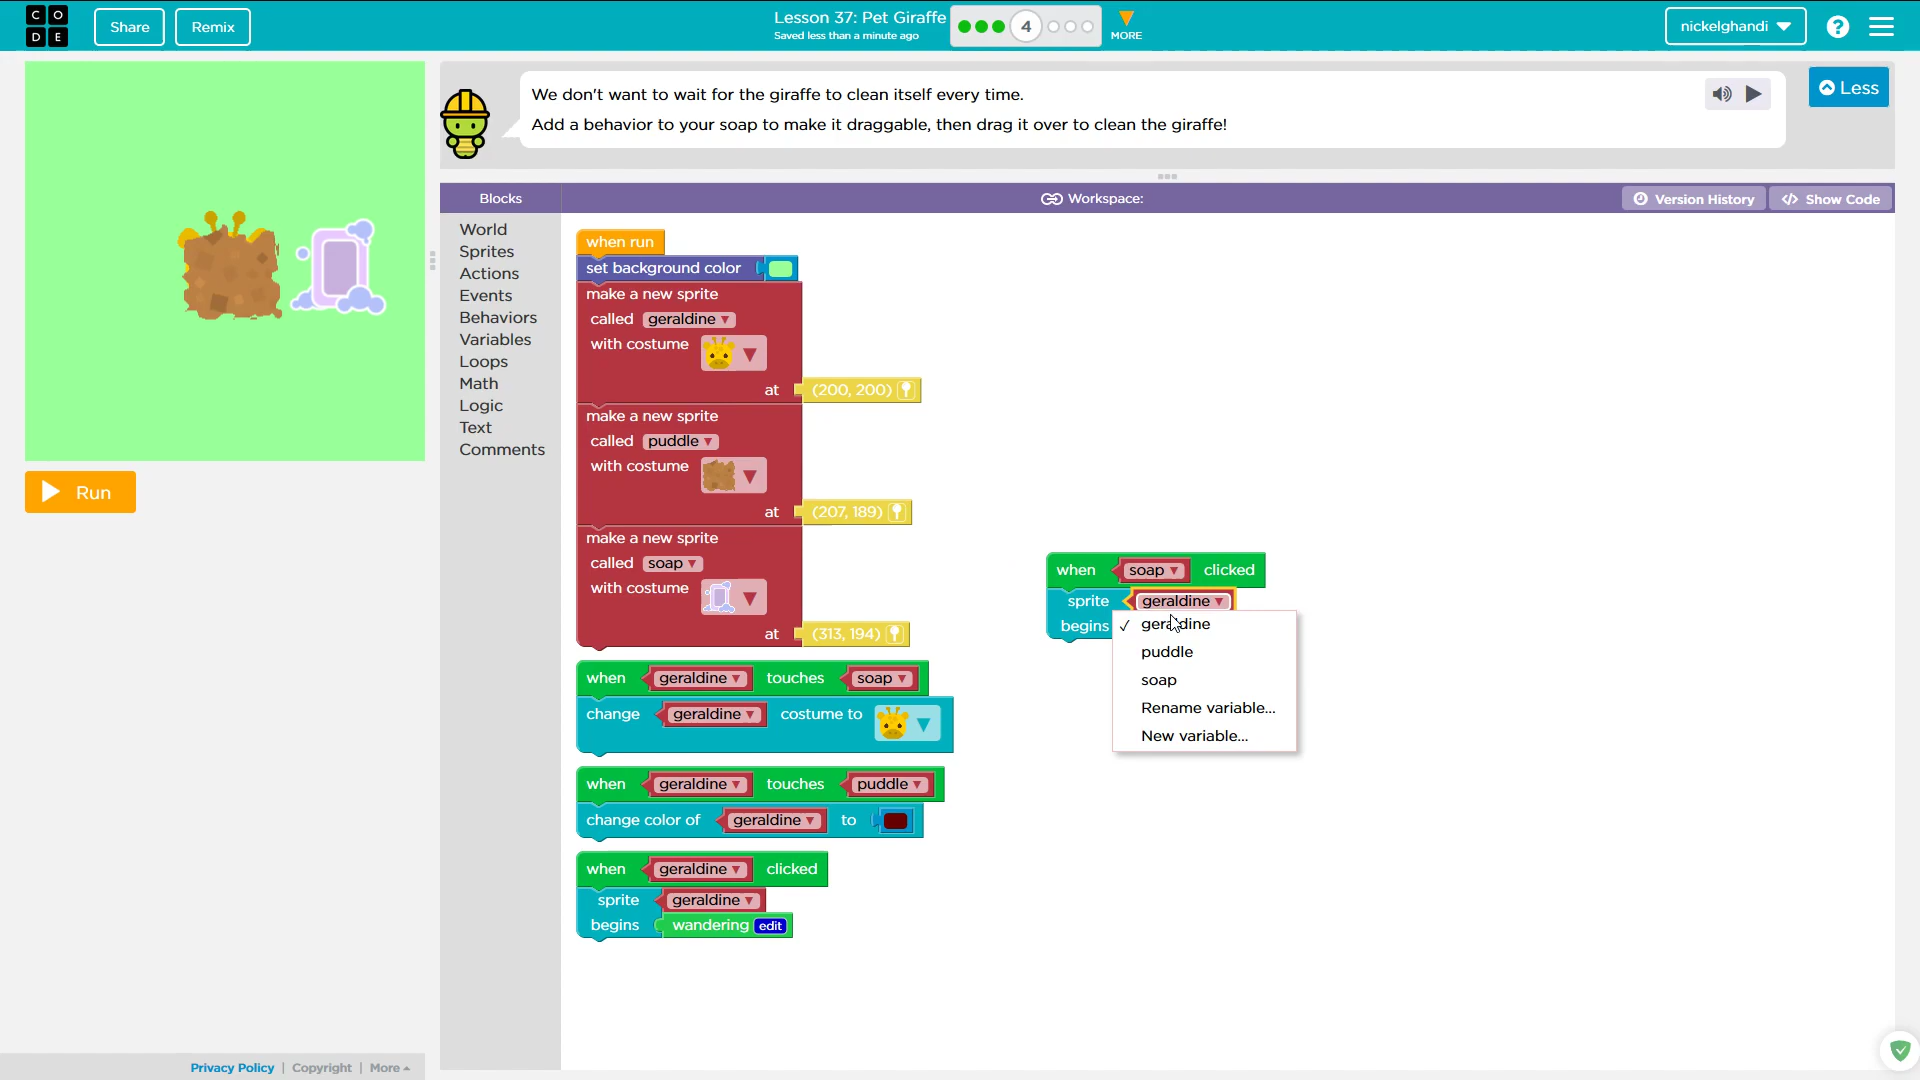 C O
D E
Share
Remix
Lesson 37: Pet Giraffe
Saved less than a minute ago
4
MORE
nickelghandi
?
We don't want to wait for the giraffe to clean itself every time.
Add a behavior to your soap to make it draggable, then drag it over to clean the giraffe!
Less
Blocks
Workspace:
Version History
Show Code
World
Sprites
Actions
Events
Behaviors
Variables
Loops
Math
Logic
Text
Comments
Run
when run
set background color
make a new sprite
called geraldine
with costume
at (200, 200)
make a new sprite
called puddle
with costume
at (207, 189)
make a new sprite
called soap
with costume
at (313, 194)
when geraldine touches soap
change geraldine costume to
when geraldine touches puddle
change color of geraldine to
when geraldine clicked
sprite geraldine
begins wandering edit
when soap clicked
sprite geraldine
begins
✓ geraldine
puddle
soap
Rename variable...
New variable...
Privacy Policy | Copyright | More